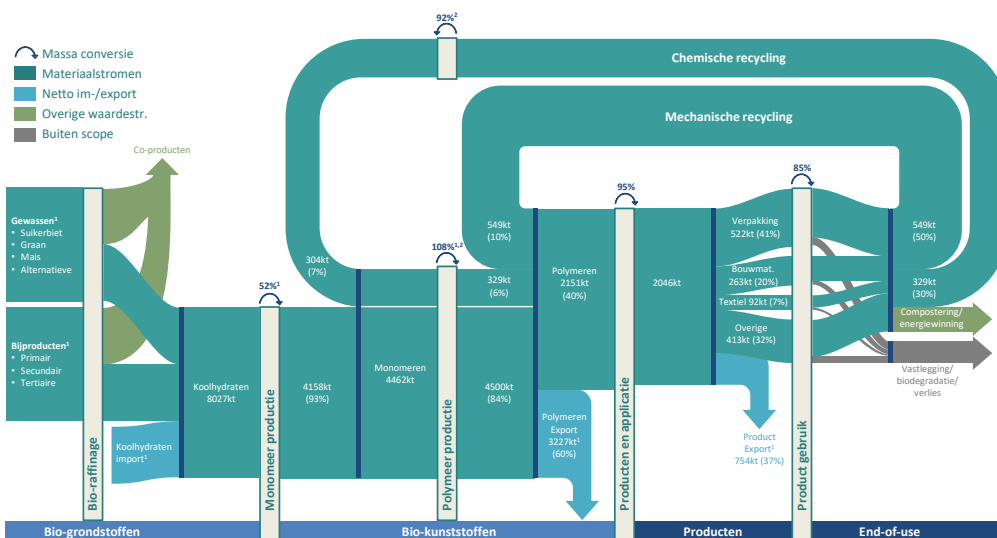 92%²
Massa conversie
Materiaalstromen
Netto im-/export
Overige waardestr.
Buiten scope
Chemische recycling
Mechanische recycling
Co-producten
85%
95%
Gewassen¹
• Suikerbiet
• Graan
• Mais
• Alternatieve
549kt
(10%)
Verpakking
522kt (41%)
549kt
(50%)
108%¹,²
304kt
(7%)
52%¹
329kt
(6%)
Polymeren
2151kt
(40%)
2046kt
Bouwmat.
263kt (20%)
329kt
(30%)
Textiel 92kt (7%)
Overige
413kt (32%)
Compostering/
energiewinning
Bijproducten¹
• Primair
• Secundair
• Tertiaire
Koolhydraten
8027kt
4158kt
(93%)
Monomeren
4462kt
4500kt
(84%)
Vastlegging/
biodegradatie/
verlies
Koolhydraten
import¹
Polymeren
Export
3227kt¹
(60%)
Product
Export¹
754kt (37%)
Bio-raffinage
Monomeer productie
Polymeer productie
Producten en applicatie
Product gebruik
Bio-grondstoffen
Bio-kunststoffen
Producten
End-of-use